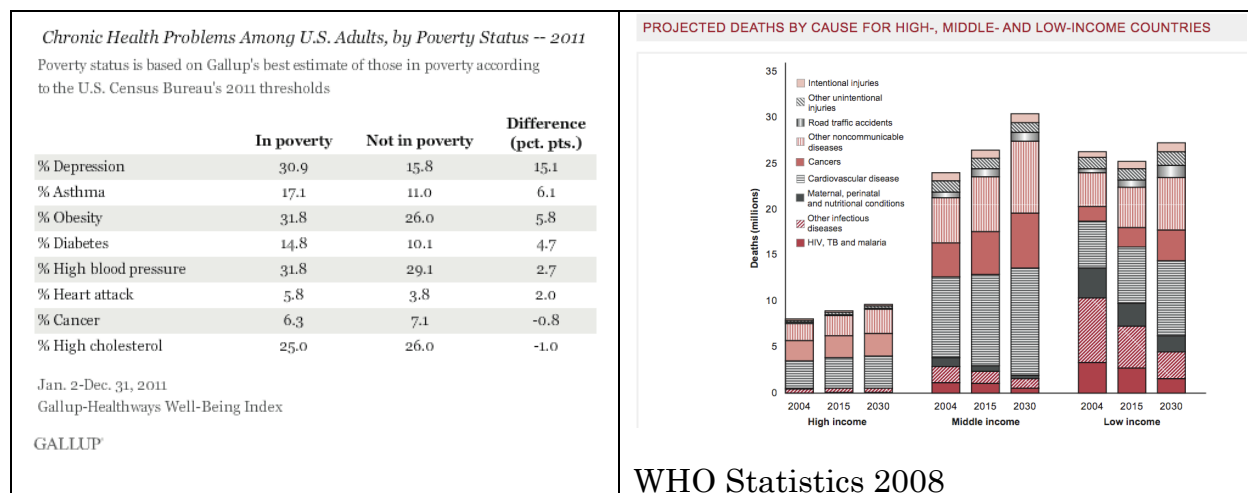 Chronic Health Problems Among U.S. Adults, by Poverty Status -- 2011
Poverty status is based on Gallup's best estimate of those in poverty according
to the U.S. Census Bureau's 2011 thresholds
In poverty Not in poverty Difference (pct. pts.)
% Depression 30.9 15.8 15.1
% Asthma 17.1 11.0 6.1
% Obesity 31.8 26.0 5.8
% Diabetes 14.8 10.1 4.7
% High blood pressure 31.8 29.1 2.7
% Heart attack 5.8 3.8 2.0
% Cancer 6.3 7.1 -0.8
% High cholesterol 25.0 26.0 -1.0
Jan. 2-Dec. 31, 2011
Gallup-Healthways Well-Being Index
GALLUP'
PROJECTED DEATHS BY CAUSE FOR HIGH-, MIDDLE- AND LOW-INCOME COUNTRIES
Deaths (millions)
35
30
25
20
15
10
5
0
Intentional injuries
Other unintentional
injuries
Road traffic accidents
Other noncommunicable
diseases
Cancers
Cardiovascular disease
Maternal, perinatal
and nutritional conditions
Other infectious
diseases
HIV, TB and malaria
2004 2015 2030 2004 2015 2030 2004 2015 2030
High income Middle income Low income
WHO Statistics 2008